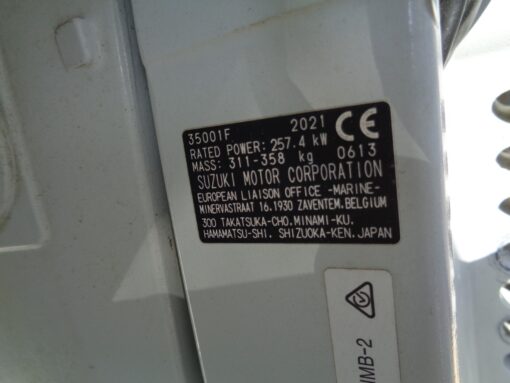 35001F 2021 CE
RATED POWER: 257.4 kW
MASS: 311-358 kg 0613
SUZUKI MOTOR CORPORATION
EUROPEAN LIAISON OFFICE -MARINE-
MINERVASTRAAT 16.1930 ZAVENTEM.BELGIUM
300 TAKATSUKA-CHO.MINAMI-KU.
HAMAMATSU-SHI. SHIZUOKA-KEN. JAPAN
MB-2